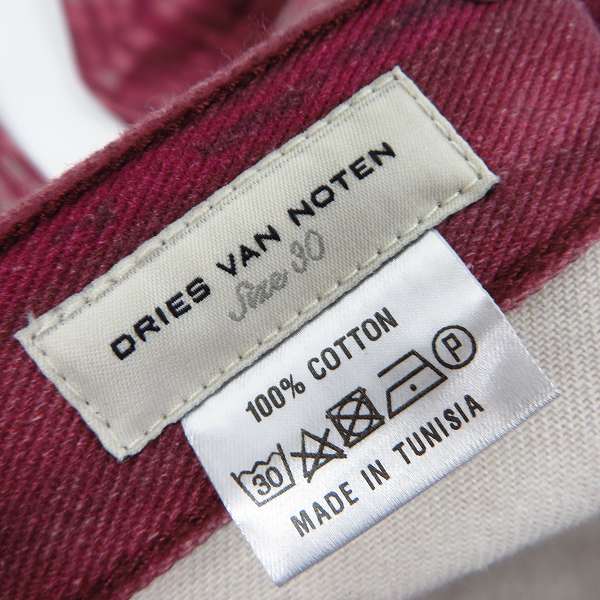 DRIES VAN NOTEN
Size 30
100% COTTON
30 P
MADE IN TUNISIA